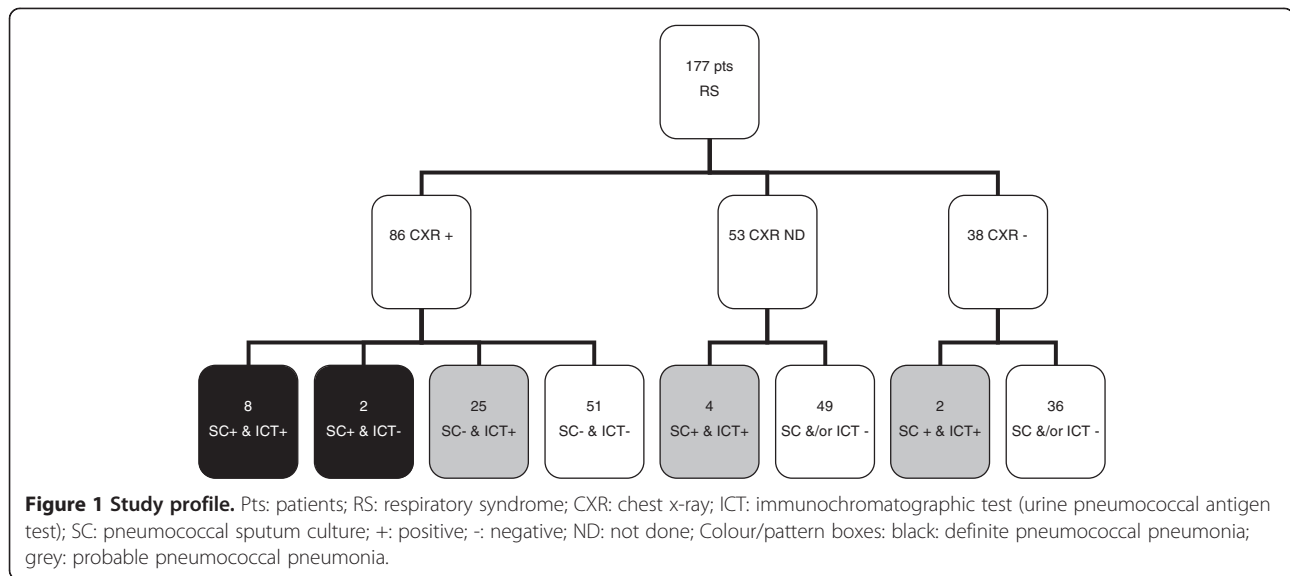 177 pts
RS
86 CXR +
53 CXR ND
38 CXR -
8
SC+ & ICT+
2
SC+ & ICT-
25
SC- & ICT+
51
SC- & ICT-
4
SC+ & ICT+
49
SC &/or ICT -
2
SC + & ICT+
36
SC &/or ICT -
Figure 1 Study profile. Pts: patients; RS: respiratory syndrome; CXR: chest x-ray; ICT: immunochromatographic test (urine pneumococcal antigen
test); SC: pneumococcal sputum culture; +: positive; -: negative; ND: not done; Colour/pattern boxes: black: definite pneumococcal pneumonia;
grey: probable pneumococcal pneumonia.